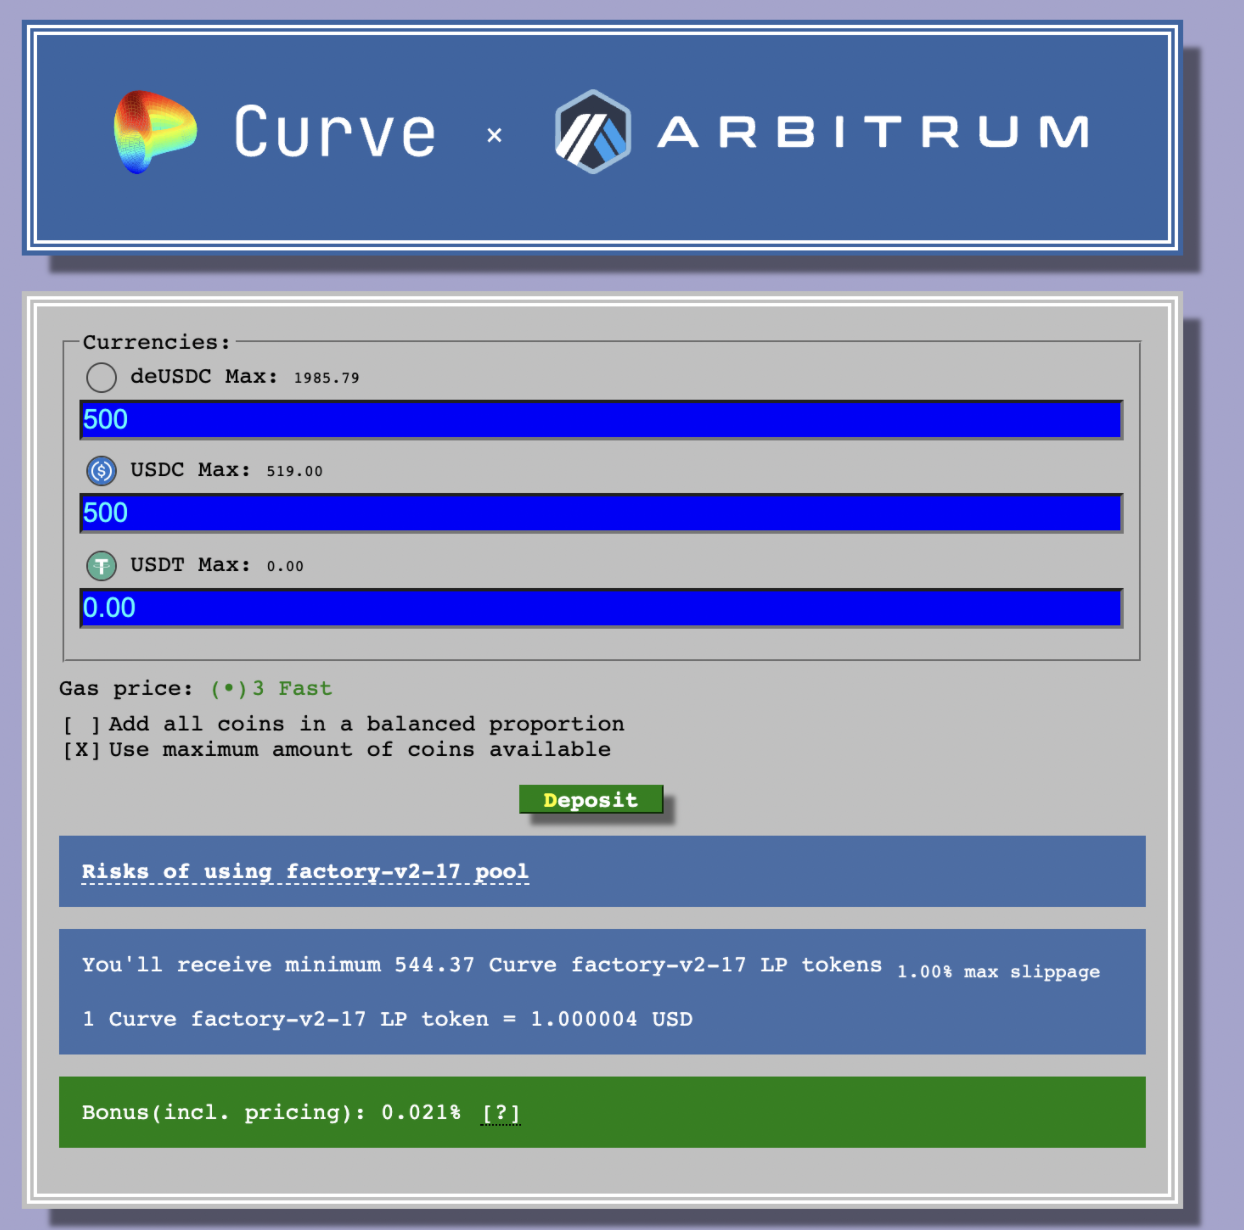 Curve × ARBITRUM
Currencies:
deUSDC Max: 1985.79
500
USDC Max: 519.00
500
USDT Max: 0.00
0.00
Gas price: (•)3 Fast
[ ] Add all coins in a balanced proportion
[X] Use maximum amount of coins available
Deposit
Risks of using factory-v2-17 pool
You'll receive minimum 544.37 Curve factory-v2-17 LP tokens 1.00% max slippage
1 Curve factory-v2-17 LP token = 1.000004 USD
Bonus(incl. pricing): 0.021% [?]